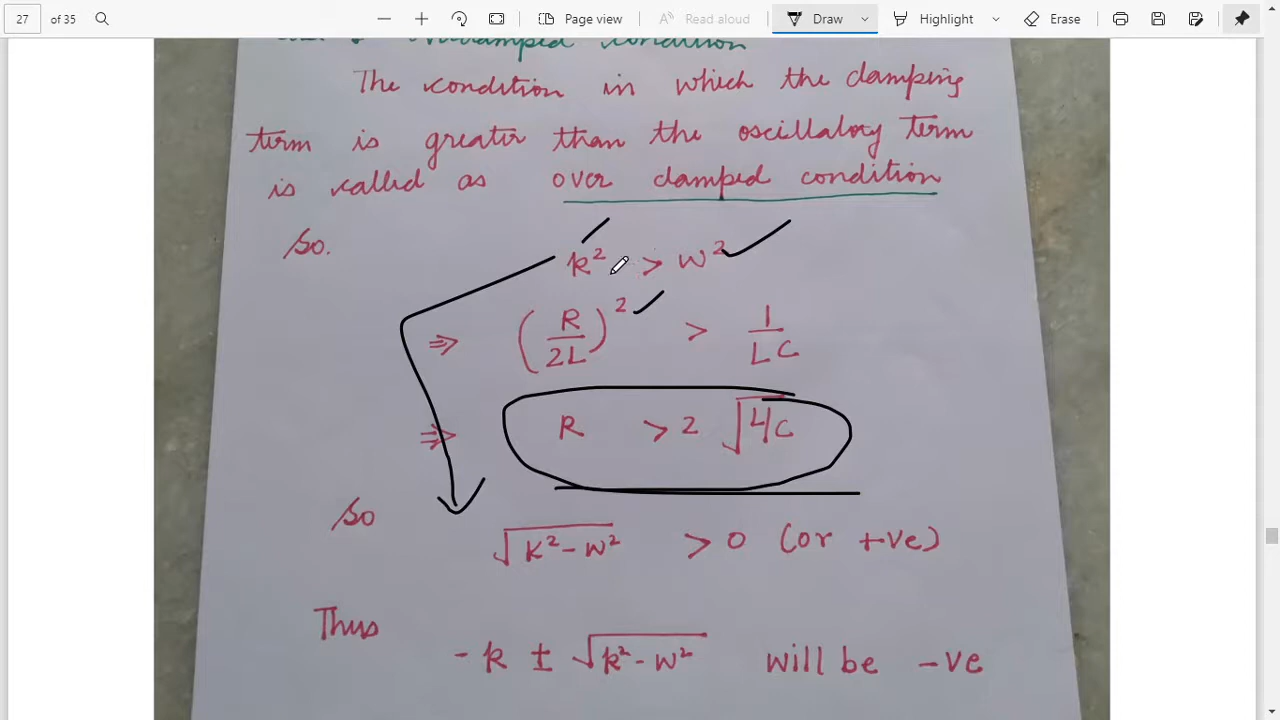 27 of 35
Page view
Read aloud
Draw
Highlight
Erase
overdamped condition
The condition in which the damping
term is greater than the oscillatory term
is called as over damped condition
So.
k² > w²
⇒ (R/2L)² > 1/LC
⇒ R > 2 √L/C
So √K²-w² > 0 (or +ve)
Thus
- k ± √k²-w² will be -ve